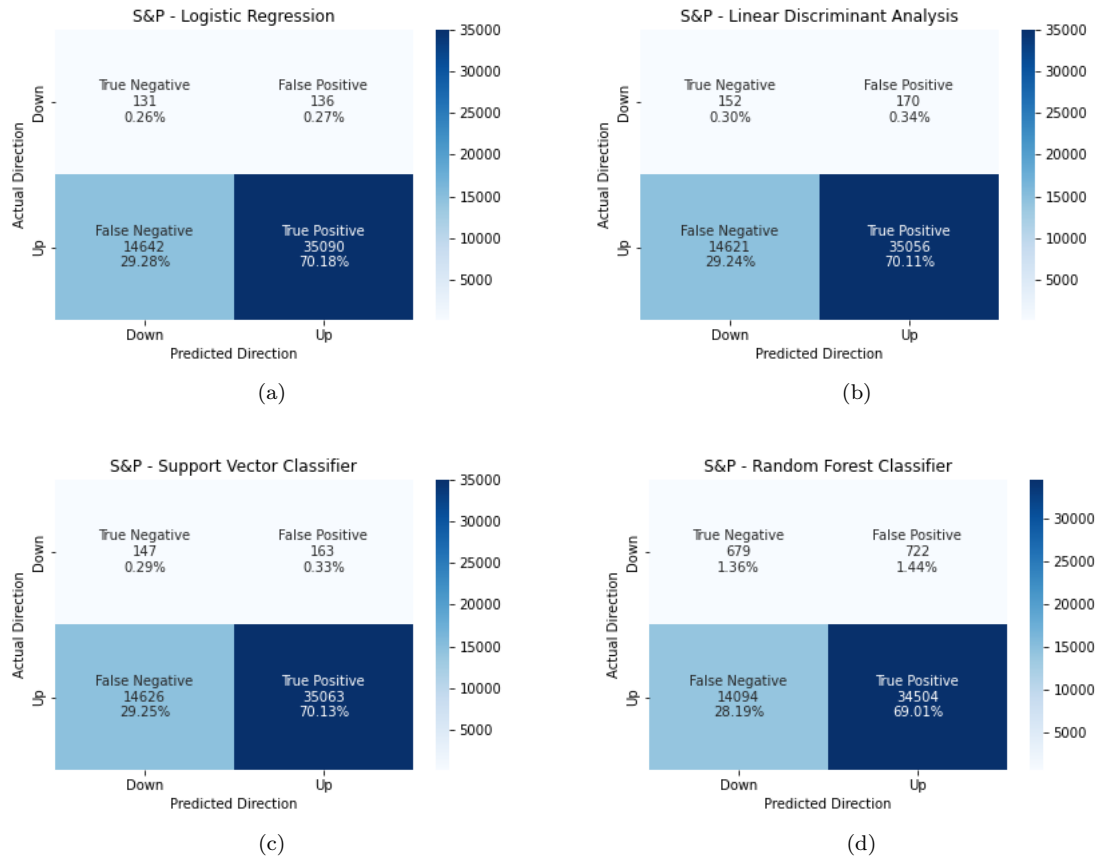 S&P - Logistic Regression
True Negative
131
0.26%
False Positive
136
0.27%
False Negative
14642
29.28%
True Positive
35090
70.18%
Down
Up
Actual Direction
Down
Up
Predicted Direction
35000
30000
25000
20000
15000
10000
5000
(a)
S&P - Linear Discriminant Analysis
True Negative
152
0.30%
False Positive
170
0.34%
False Negative
14621
29.24%
True Positive
35056
70.11%
Down
Up
Actual Direction
Down
Up
Predicted Direction
35000
30000
25000
20000
15000
10000
5000
(b)
S&P - Support Vector Classifier
True Negative
147
0.29%
False Positive
163
0.33%
False Negative
14626
29.25%
True Positive
35063
70.13%
Down
Up
Actual Direction
Down
Up
Predicted Direction
35000
30000
25000
20000
15000
10000
5000
(c)
S&P - Random Forest Classifier
True Negative
679
1.36%
False Positive
722
1.44%
False Negative
14094
28.19%
True Positive
34504
69.01%
Down
Up
Actual Direction
Down
Up
Predicted Direction
30000
25000
20000
15000
10000
5000
(d)